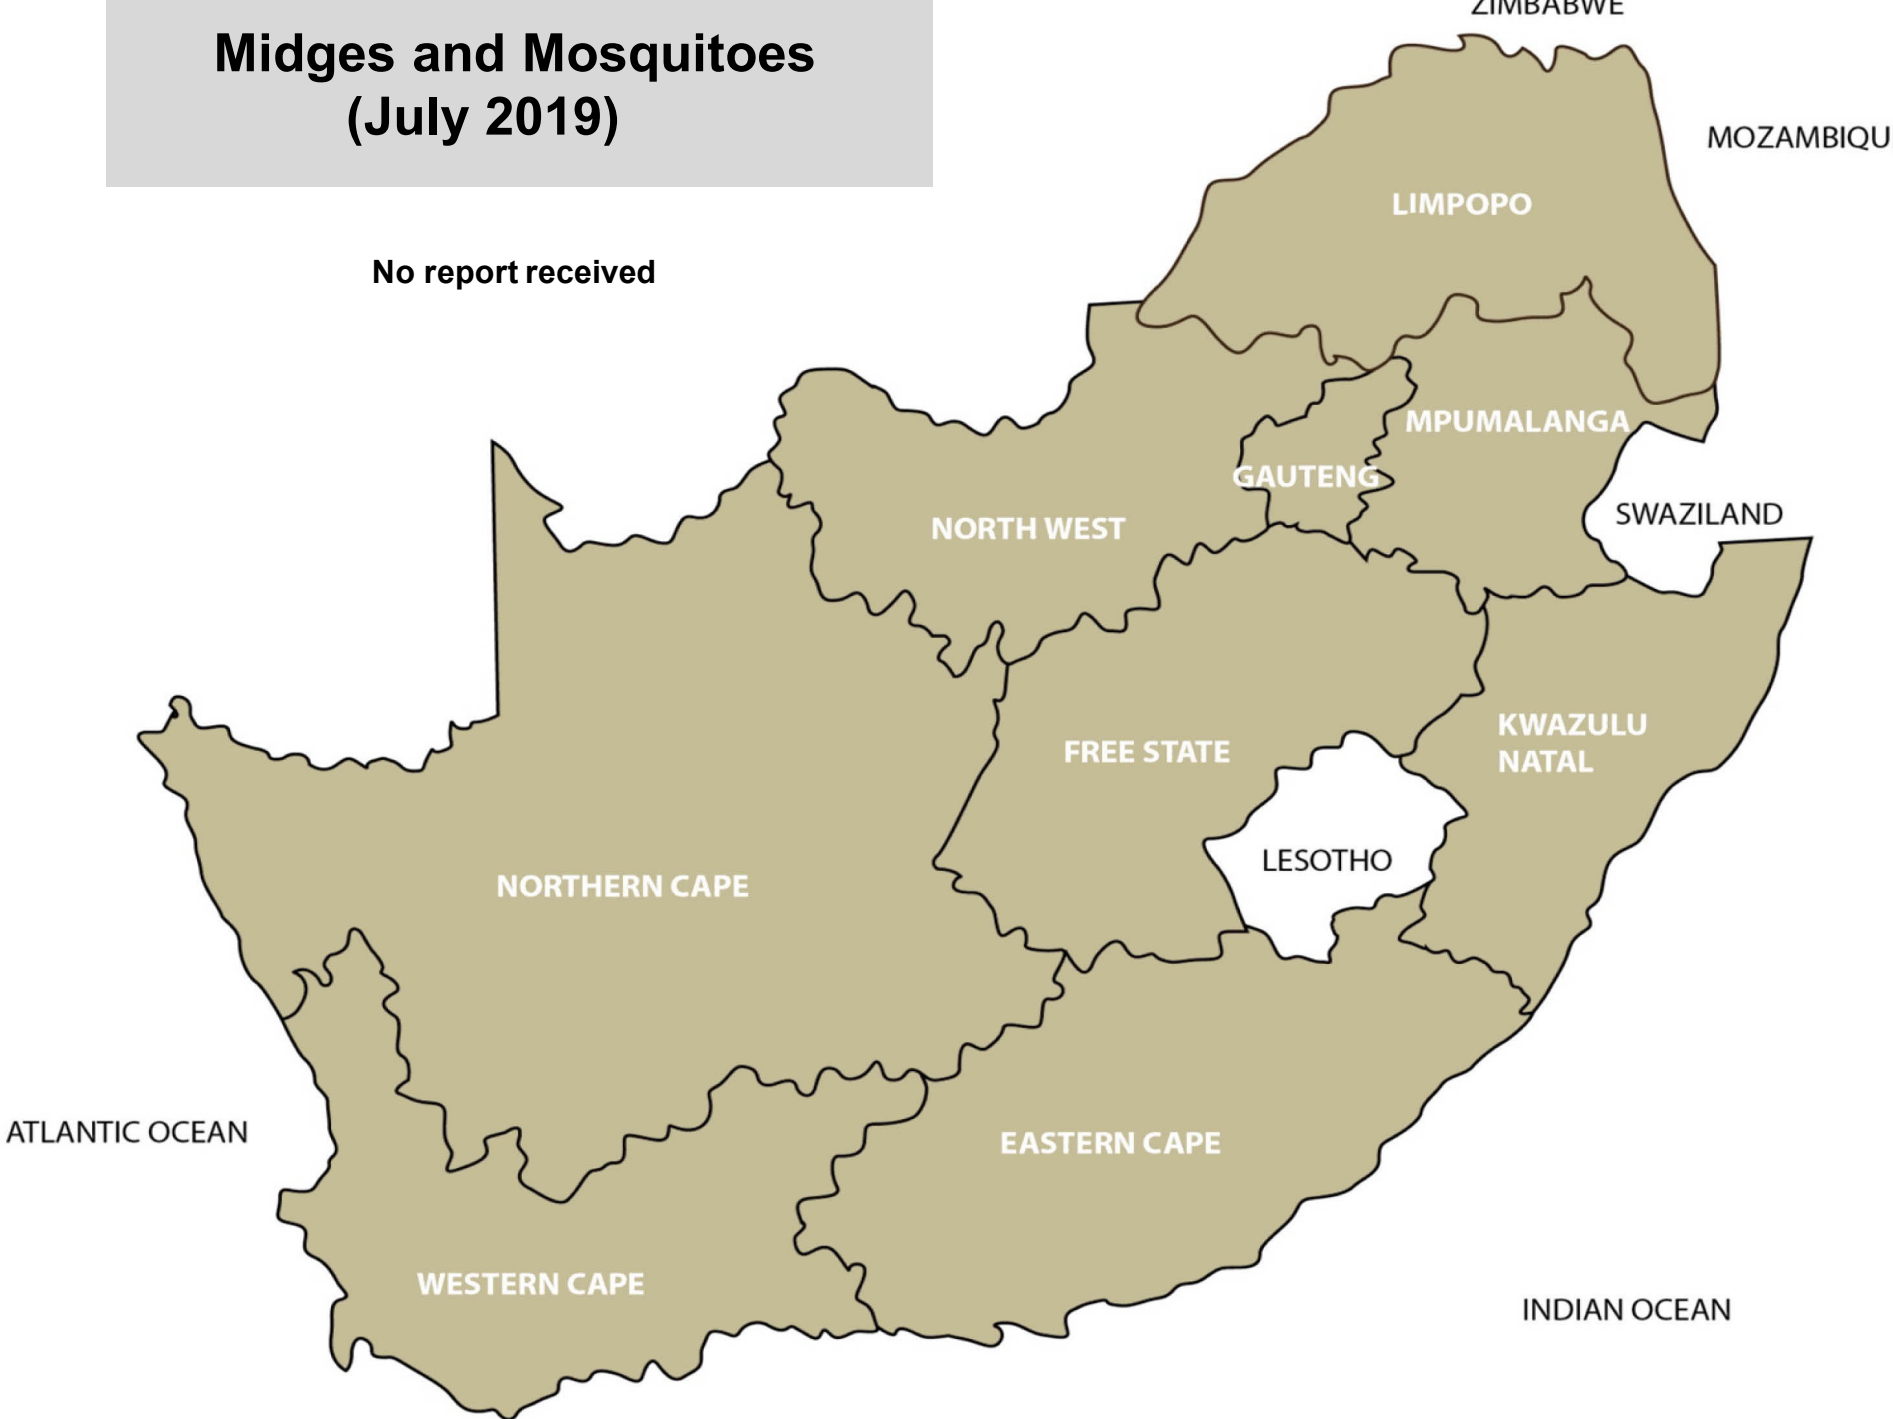 ZIMBABWE
Midges and Mosquitoes
(July 2019)
MOZAMBIQU
LIMPOPO
No report received
MPUMALANGA
GAUTENG
SWAZILAND
NORTH WEST
KWAZULU
NATAL
FREE STATE
LESOTHO
NORTHERN CAPE
ATLANTIC OCEAN
EASTERN CAPE
WESTERN CAPE
INDIAN OCEAN